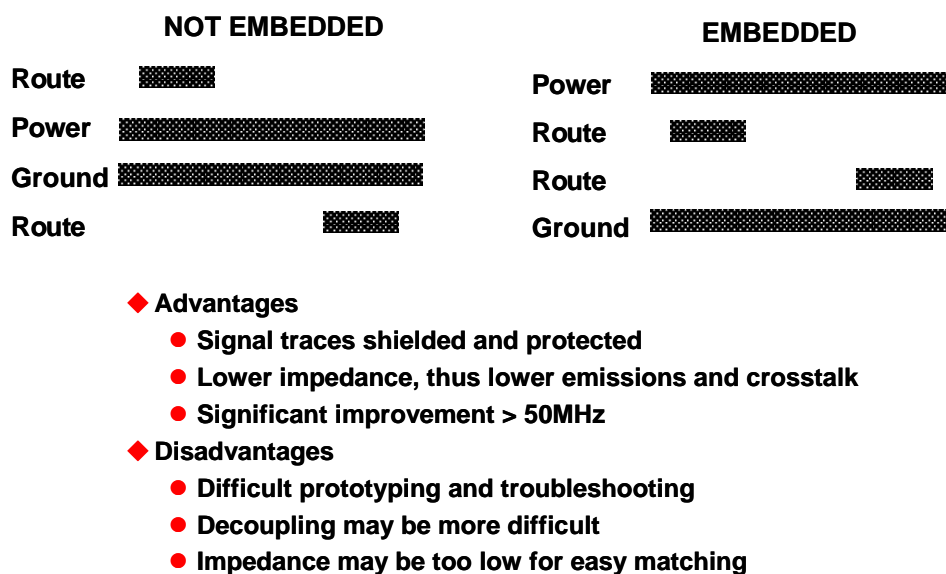 NOT EMBEDDED
Route
Power
Ground
Route
EMBEDDED
Power
Route
Route
Ground
Advantages
Signal traces shielded and protected
Lower impedance, thus lower emissions and crosstalk
Significant improvement > 50MHz
Disadvantages
Difficult prototyping and troubleshooting
Decoupling may be more difficult
Impedance may be too low for easy matching